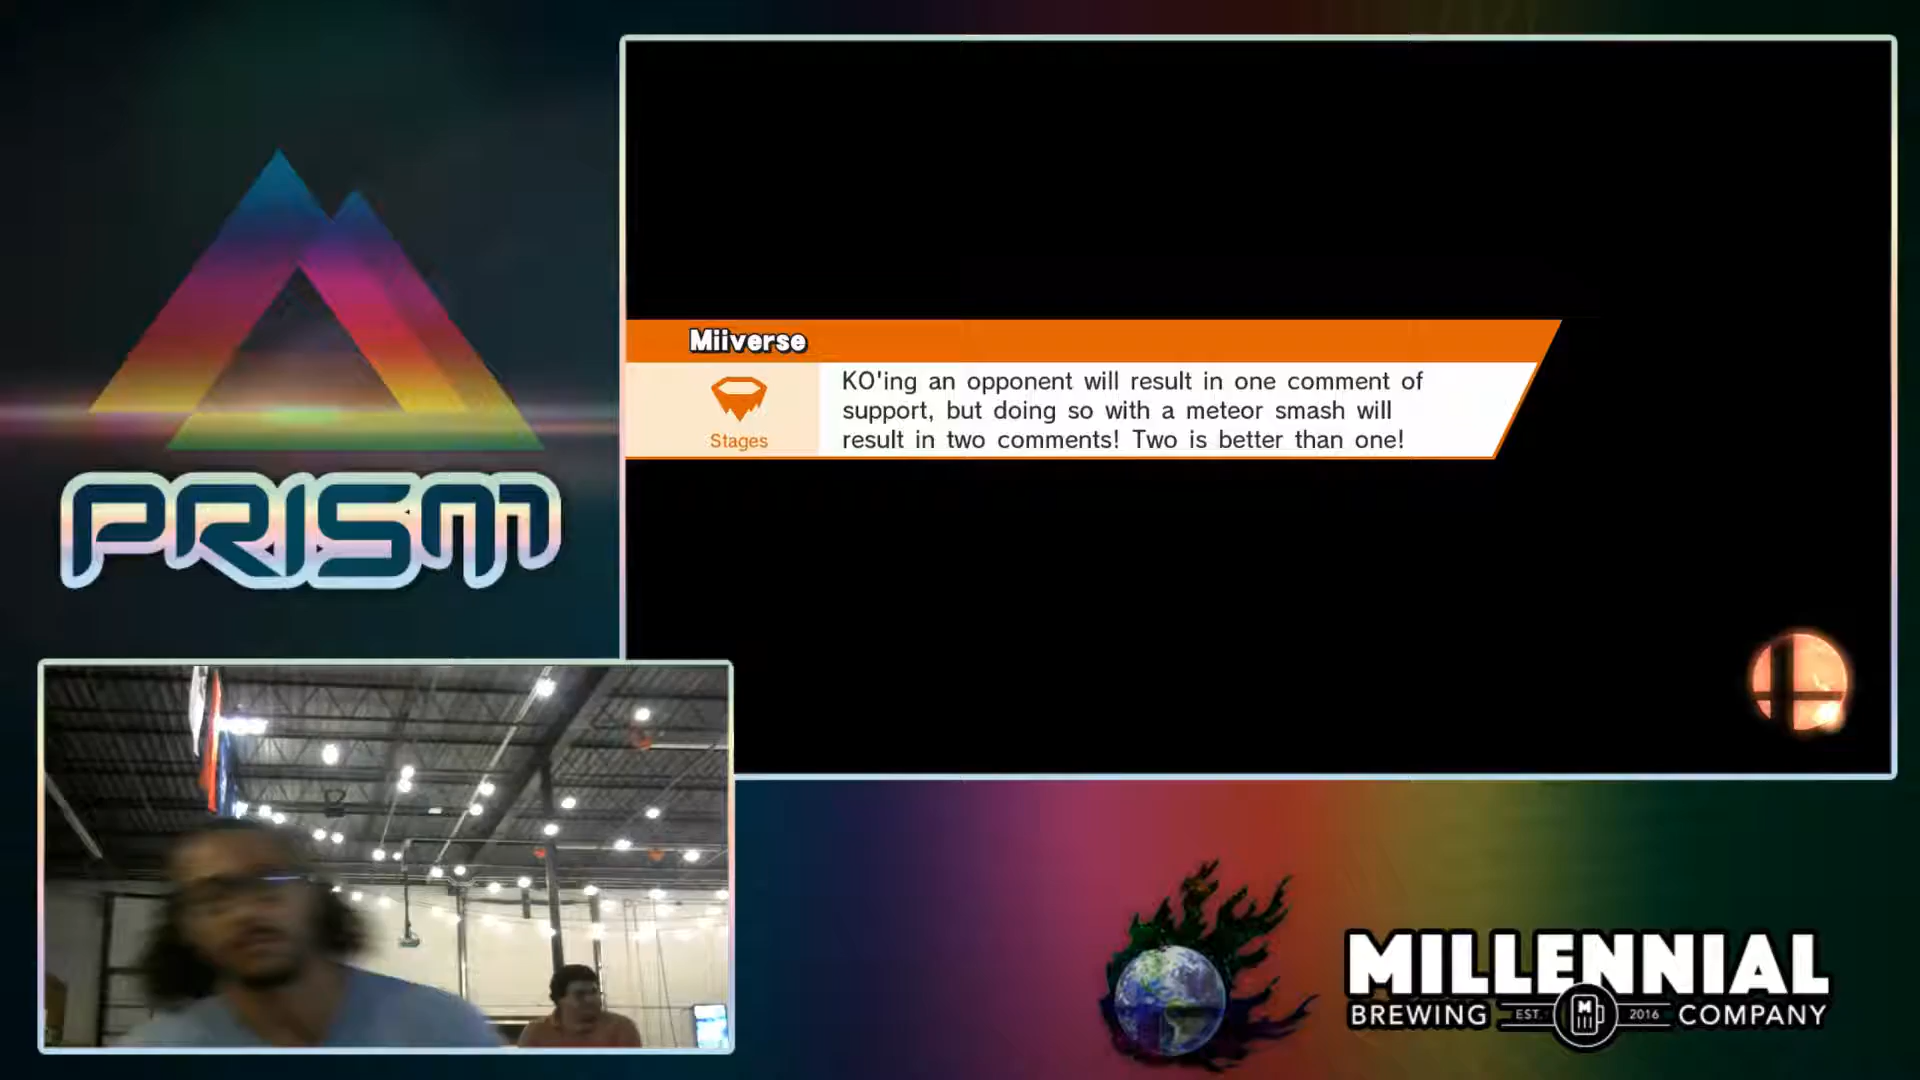 PRISM
Miiverse
Stages
KO'ing an opponent will result in one comment of
support, but doing so with a meteor smash will
result in two comments! Two is better than one!
MILLENNIAL
BREWING EST. M 2016 COMPANY